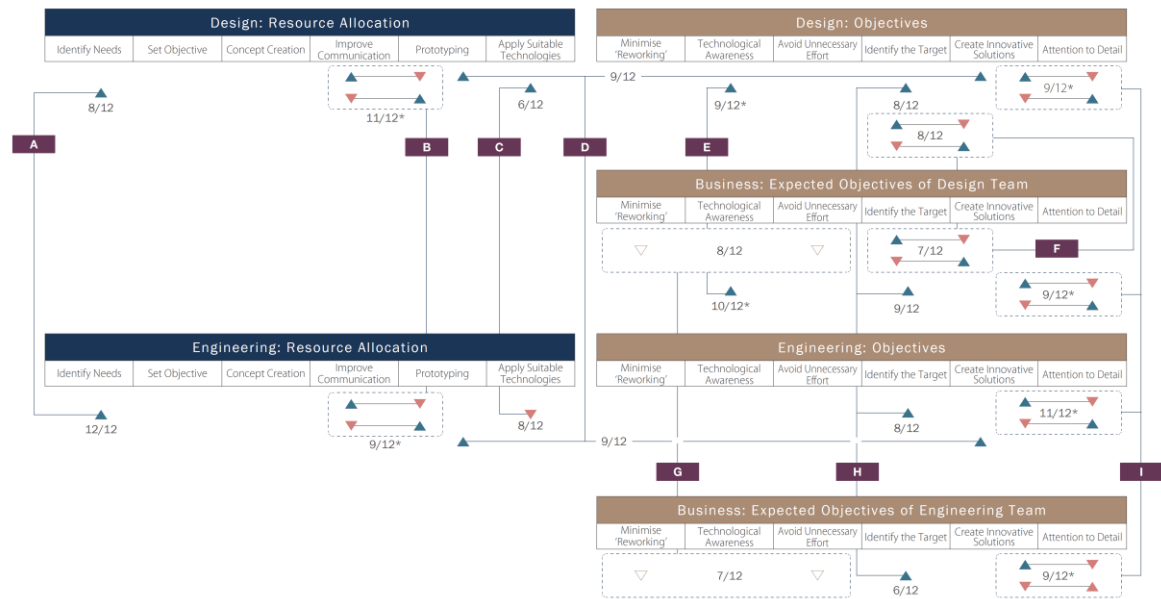 Design: Resource Allocation
Identify Needs
Set Objective
Concept Creation
Improve
Communication
Prototyping
Apply Suitable
Technologies
8/12
11/12*
6/12
9/12
Design: Objectives
Minimise
‘Reworking’
Technological
Awareness
Avoid Unnecessary
Effort
Identify the Target
Create Innovative
Solutions
Attention to Detail
9/12*
8/12
9/12*
8/12
A
B
C
D
E
Business: Expected Objectives of Design Team
Minimise
‘Reworking’
Technological
Awareness
Avoid Unnecessary
Effort
Identify the Target
Create Innovative
Solutions
Attention to Detail
8/12
7/12
F
10/12*
9/12
9/12*
Engineering: Resource Allocation
Identify Needs
Set Objective
Concept Creation
Improve
Communication
Prototyping
Apply Suitable
Technologies
12/12
9/12*
8/12
9/12
Engineering: Objectives
Minimise
‘Reworking’
Technological
Awareness
Avoid Unnecessary
Effort
Identify the Target
Create Innovative
Solutions
Attention to Detail
8/12
11/12*
G
H
I
Business: Expected Objectives of Engineering Team
Minimise
‘Reworking’
Technological
Awareness
Avoid Unnecessary
Effort
Identify the Target
Create Innovative
Solutions
Attention to Detail
7/12
6/12
9/12*